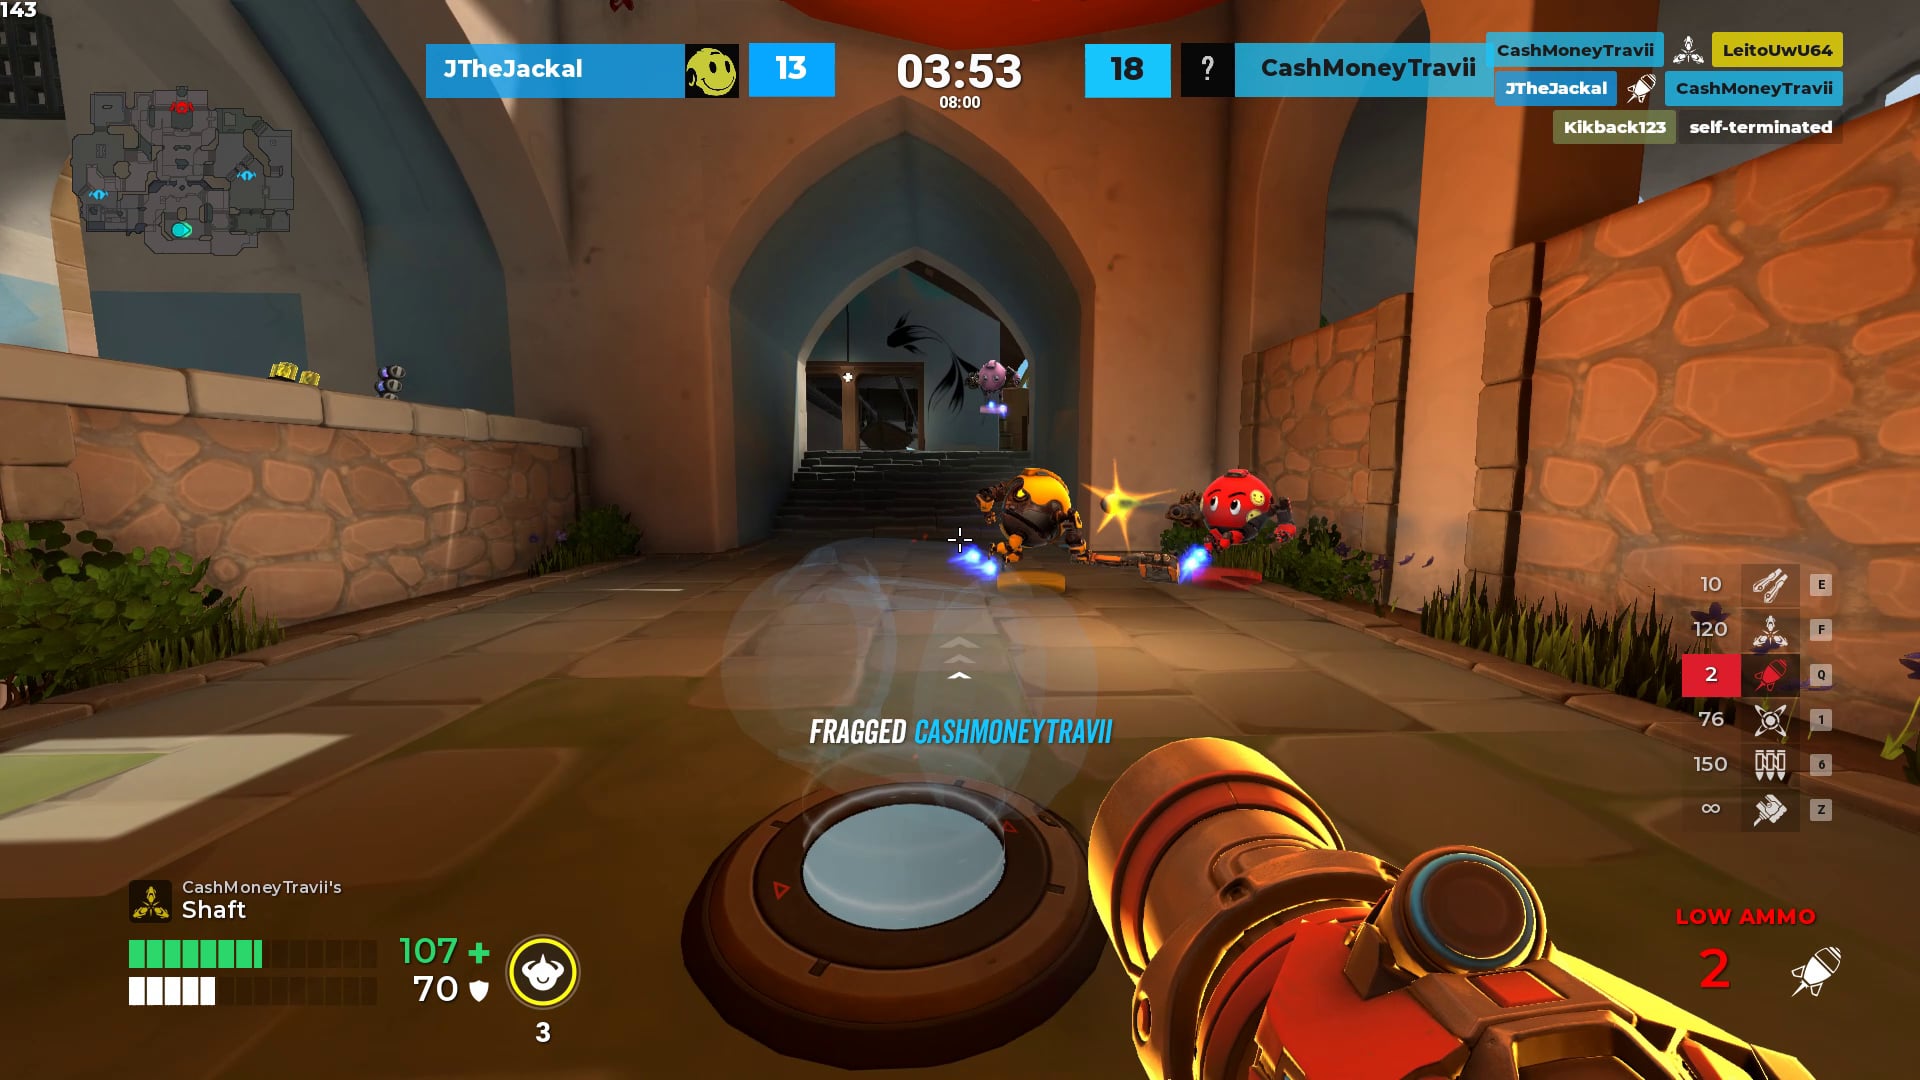 143
JTheJackal
13
03:53
08:00
18
?
CashMoneyTravii
CashMoneyTravii LeitoUwU64
JTheJackal CashMoneyTravii
Kikback123 self-terminated
FRAGGED CASHMONEYTRAVII
10 E
120 F
2 Q
76 1
150 6
∞ Z
CashMoneyTravii's
Shaft
107 +
70
3
LOW AMMO
2